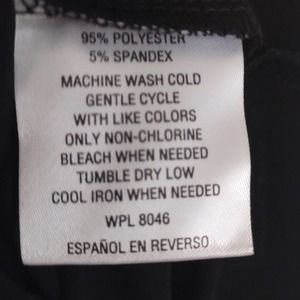 95% POLYESTER
5% SPANDEX
MACHINE WASH COLD
GENTLE CYCLE
WITH LIKE COLORS
ONLY NON-CHLORINE
BLEACH WHEN NEEDED
TUMBLE DRY LOW
COOL IRON WHEN NEEDED
WPL 8046
ESPAÑOL EN REVERSO